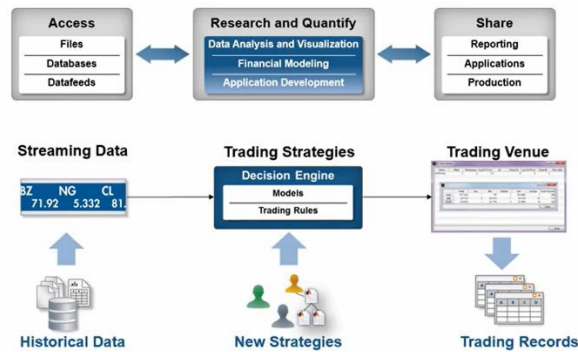 Access
Files
Databases
Datafeeds
Research and Quantify
Data Analysis and Visualization
Financial Modeling
Application Development
Share
Reporting
Applications
Production
Streaming Data
BZ NG CL
71.92 5.332 81.
Trading Strategies
Decision Engine
Models
Trading Rules
Trading Venue
Historical Data
New Strategies
Trading Records